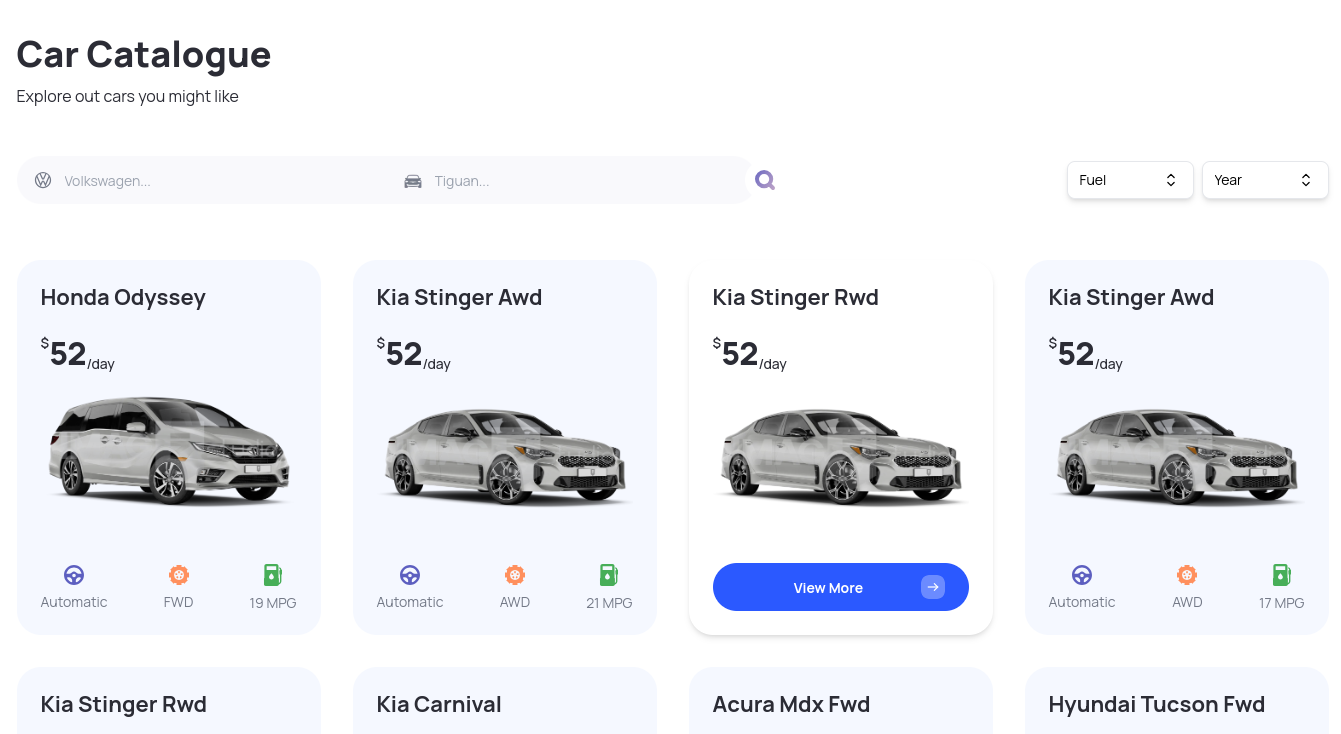 Car Catalogue
Explore out cars you might like
Volkswagen...
Tiguan...
Fuel
Year
Honda Odyssey
$52/day
Automatic
FWD
19 MPG
Kia Stinger Awd
$52/day
Automatic
AWD
21 MPG
Kia Stinger Rwd
$52/day
View More
Kia Stinger Awd
$52/day
Automatic
AWD
17 MPG
Kia Stinger Rwd
Kia Carnival
Acura Mdx Fwd
Hyundai Tucson Fwd